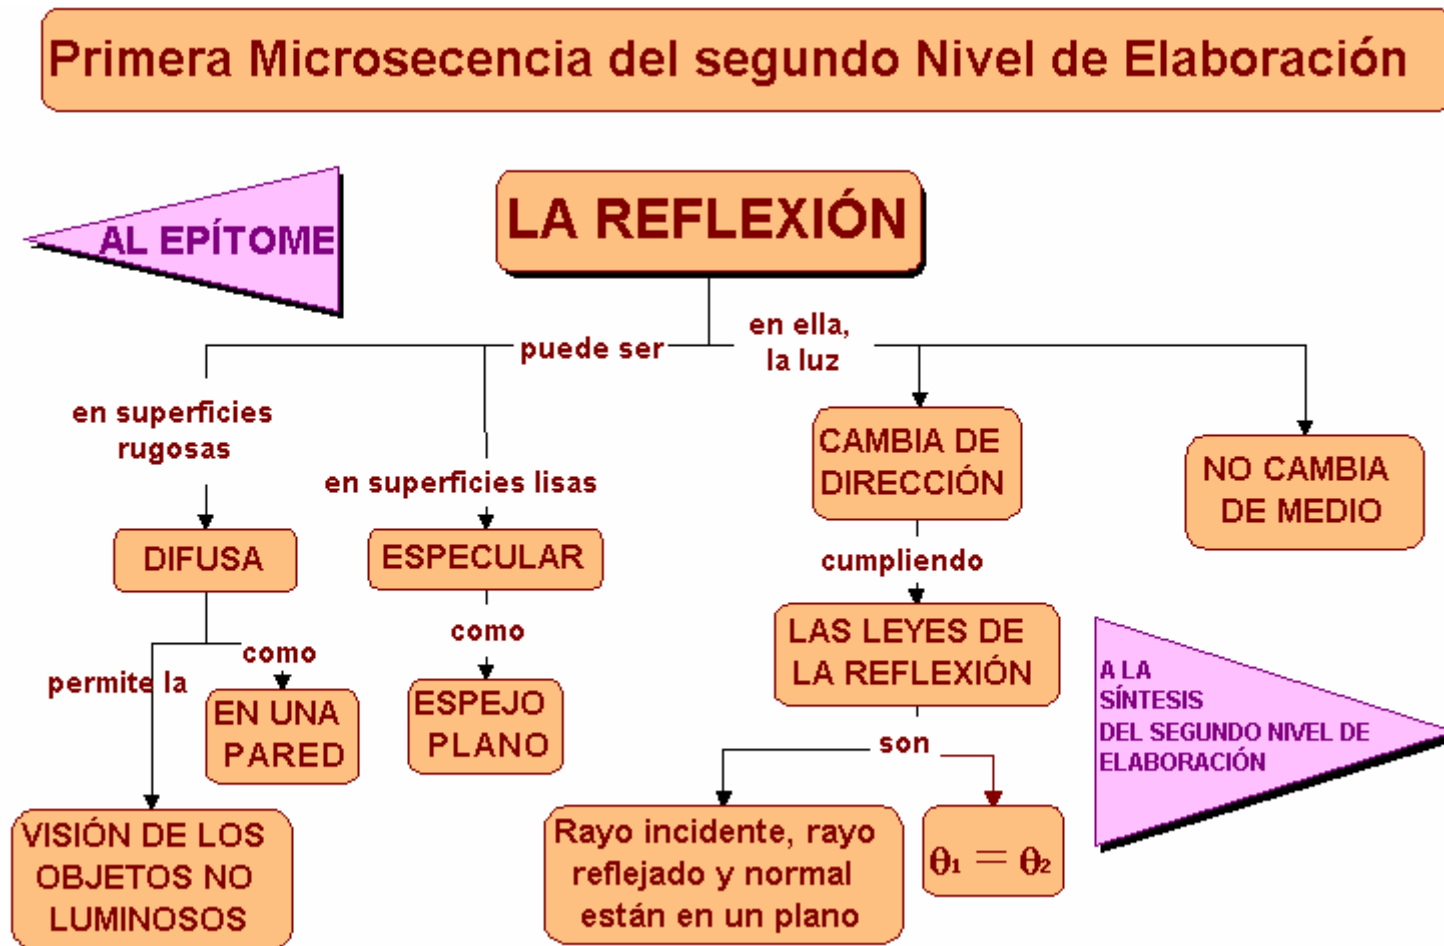 Primera Microsecencia del segundo Nivel de Elaboración
AL EPÍTOME
LA REFLEXIÓN
puede ser
en ella,
la luz
en superficies
rugosas
en superficies lisas
CAMBIA DE
DIRECCIÓN
NO CAMBIA
DE MEDIO
DIFUSA
ESPECULAR
cumpliendo
permite la
como
como
LAS LEYES DE
LA REFLEXIÓN
EN UNA
PARED
ESPEJO
PLANO
A LA
SÍNTESIS
DEL SEGUNDO NIVEL DE
ELABORACIÓN
son
VISIÓN DE LOS
OBJETOS NO
LUMINOSOS
Rayo incidente, rayo
reflejado y normal
están en un plano
θ₁ = θ₂